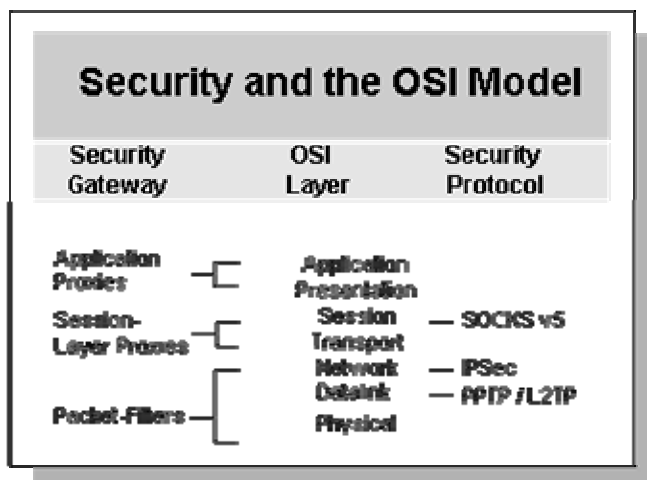 Security and the OSI Model
Security Gateway
OSI Layer
Security Protocol
Application Proxies
Application
Presentation
Session-Layer Proxies
Session
SOCKS v5
Transport
Network
IPSec
Datalink
PPTP / L2TP
Packet-Filters
Physical